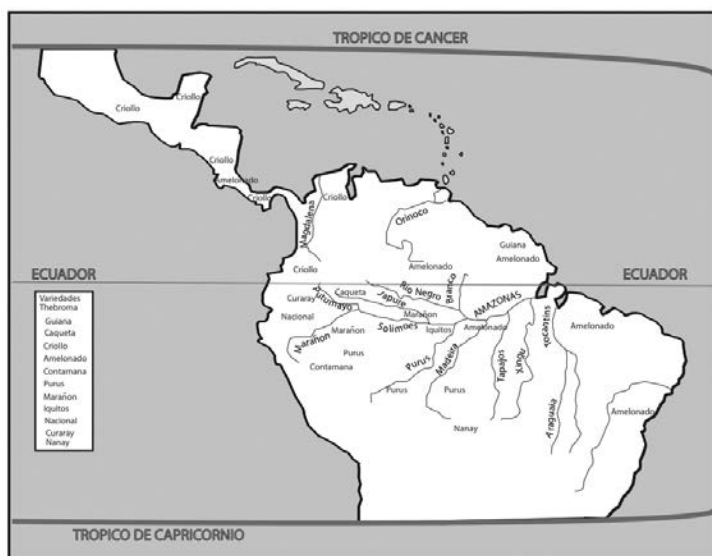 TROPICO DE CANCER
Criollo
Criollo
Criollo
Amelonado
Criollo
Criollo
Magdalena
Orinoco
Guiana
Amelonado
Amelonado
Criollo
ECUADOR
ECUADOR
Variedades
Thebroma
Guiana
Caqueta
Criollo
Amelonado
Contamana
Purus
Marañon
Iquitos
Nacional
Curaray
Nanay
Caqueta
Curaray
Putumayo
Japure
Rio Negro
Branco
AMAZONAS
Nacional
Marañon
Solimoes
Marañon
Iquitos
Amelonado
Tocantins
Amelonado
Marañon
Purus
Contamana
Purus
Madeira
Tapajos
Xingu
Purus
Purus
Nanay
Araguaia
Amelonado
TROPICO DE CAPRICORNIO